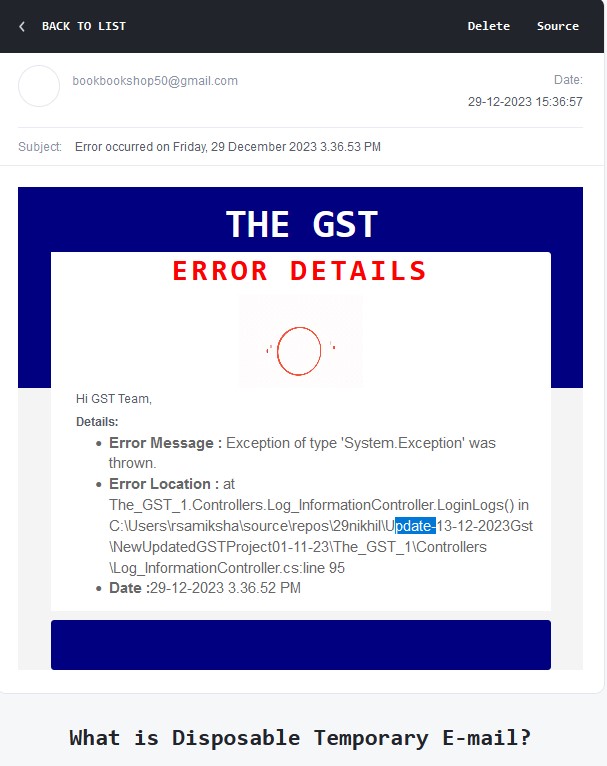 BACK TO LIST
Delete Source
bookbookshop50@gmail.com
Date:
29-12-2023 15:36:57
Subject: Error occurred on Friday, 29 December 2023 3.36.53 PM
THE GST
ERROR DETAILS
Hi GST Team,
Details:
• Error Message : Exception of type 'System.Exception' was
thrown.
• Error Location : at
The_GST_1.Controllers.Log_InformationController.LoginLogs() in
C:\Users\rsamiksha\source\repos\29nikhil\Update-13-12-2023Gst
\NewUpdatedGSTProject01-11-23\The_GST_1\Controllers
\Log_InformationController.cs:line 95
• Date :29-12-2023 3.36.52 PM
What is Disposable Temporary E-mail?